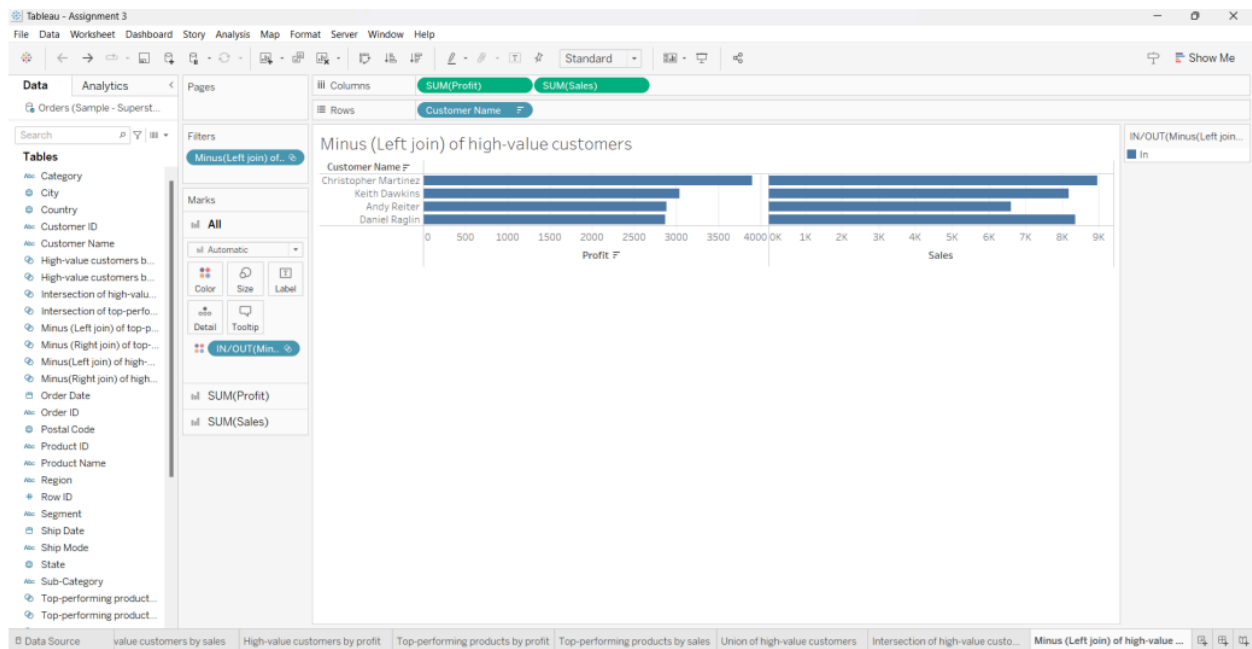 Tableau - Assignment 3
File Data Worksheet Dashboard Story Analysis Map Format Server Window Help
Standard
Show Me
Data Analytics
Orders (Sample - Superst...
Search
Tables
Abc Category
City
Country
Abc Customer ID
Abc Customer Name
High-value customers b...
High-value customers b...
Intersection of high-valu...
Intersection of top-perfo...
Minus (Left join) of top-p...
Minus (Right join) of top-...
Minus(Left join) of high-...
Minus(Right join) of high...
Order Date
Abc Order ID
Postal Code
Abc Product ID
Abc Product Name
Abc Region
# Row ID
Abc Segment
Ship Date
Abc Ship Mode
State
Abc Sub-Category
Top-performing product...
Top-performing product...
Pages
Filters
Minus(Left join) of..
Marks
All
Automatic
Color Size Label
Detail Tooltip
IN/OUT(Min..
SUM(Profit)
SUM(Sales)
Columns SUM(Profit) SUM(Sales)
Rows Customer Name
Minus (Left join) of high-value customers
Customer Name
Christopher Martinez
Keith Dawkins
Andy Reiter
Daniel Raglin
0 500 1000 1500 2000 2500 3000 3500 4000 0K 1K 2K 3K 4K 5K 6K 7K 8K 9K
Profit Sales
IN/OUT(Minus(Left join...
In
Data Source value customers by sales High-value customers by profit Top-performing products by profit Top-performing products by sales Union of high-value customers Intersection of high-value custo... Minus (Left join) of high-value ...